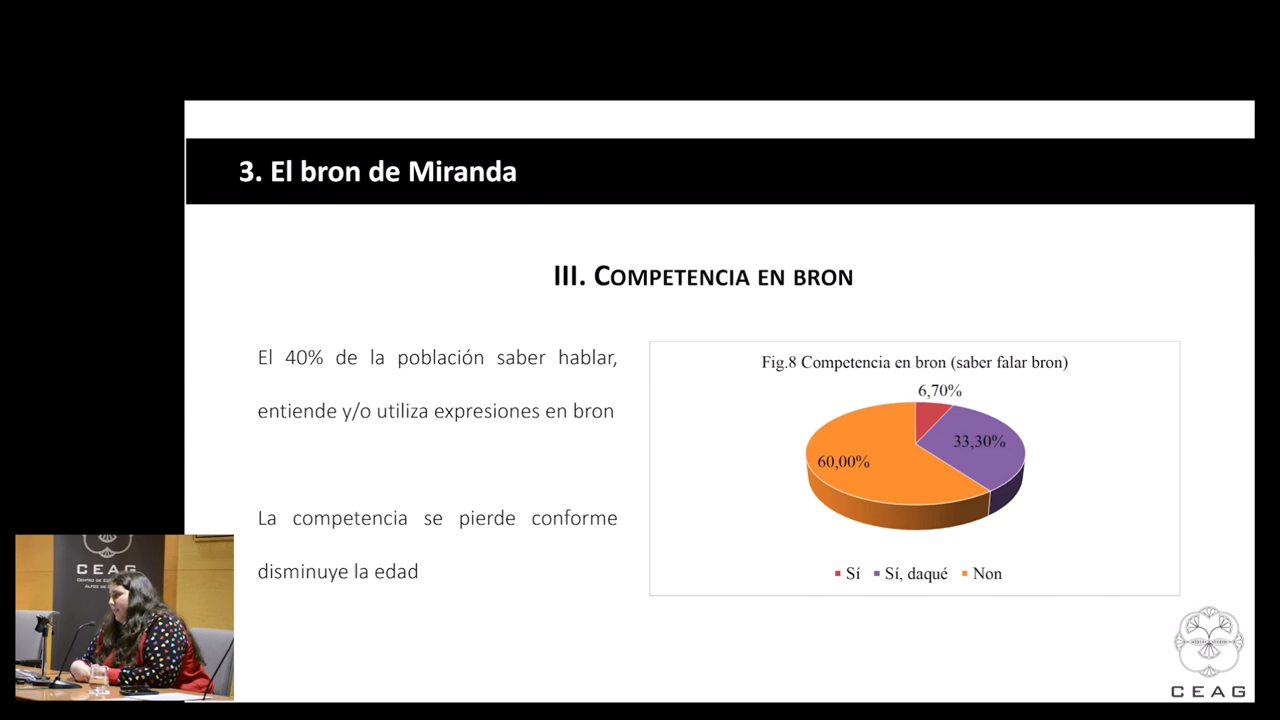 3. El bron de Miranda
III. COMPETENCIA EN BRON
El 40% de la población saber hablar,
entiende y/o utiliza expresiones en bron
La competencia se pierde conforme
disminuye la edad
Fig.8 Competencia en bron (saber falar bron)
6,70%
33,30%
60,00%
Sí Sí, daqué Non
CEAG
CEAG